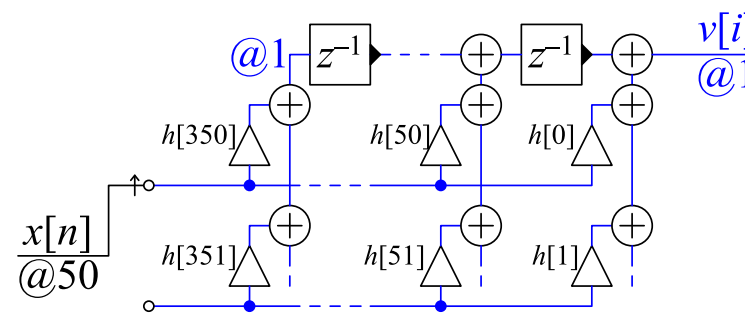 @1 z⁻¹ + z⁻¹ + v[i]
@1
+ + +
h[350] h[50] h[0]
x[n]
@50
+ + +
h[351] h[51] h[1]